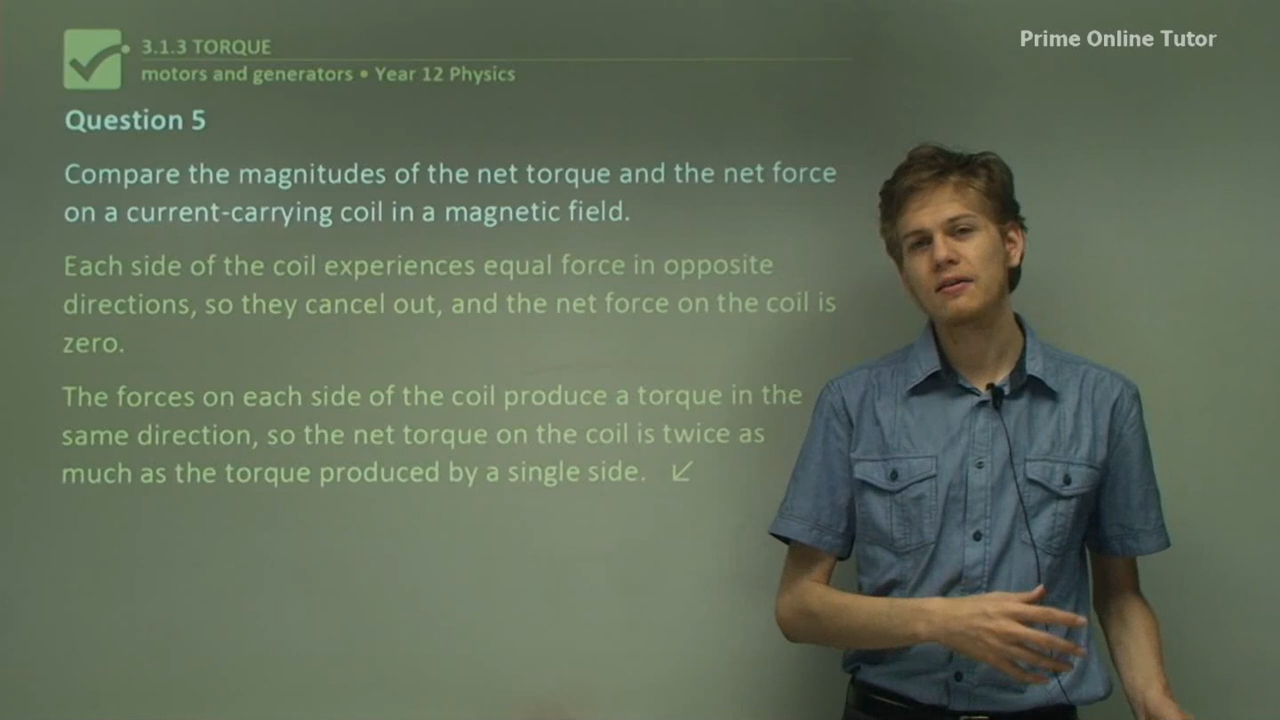 Prime Online Tutor
3.1.3 TORQUE
motors and generators • Year 12 Physics
Question 5
Compare the magnitudes of the net torque and the net force
on a current-carrying coil in a magnetic field.
Each side of the coil experiences equal force in opposite
directions, so they cancel out, and the net force on the coil is
zero.
The forces on each side of the coil produce a torque in the
same direction, so the net torque on the coil is twice as
much as the torque produced by a single side.